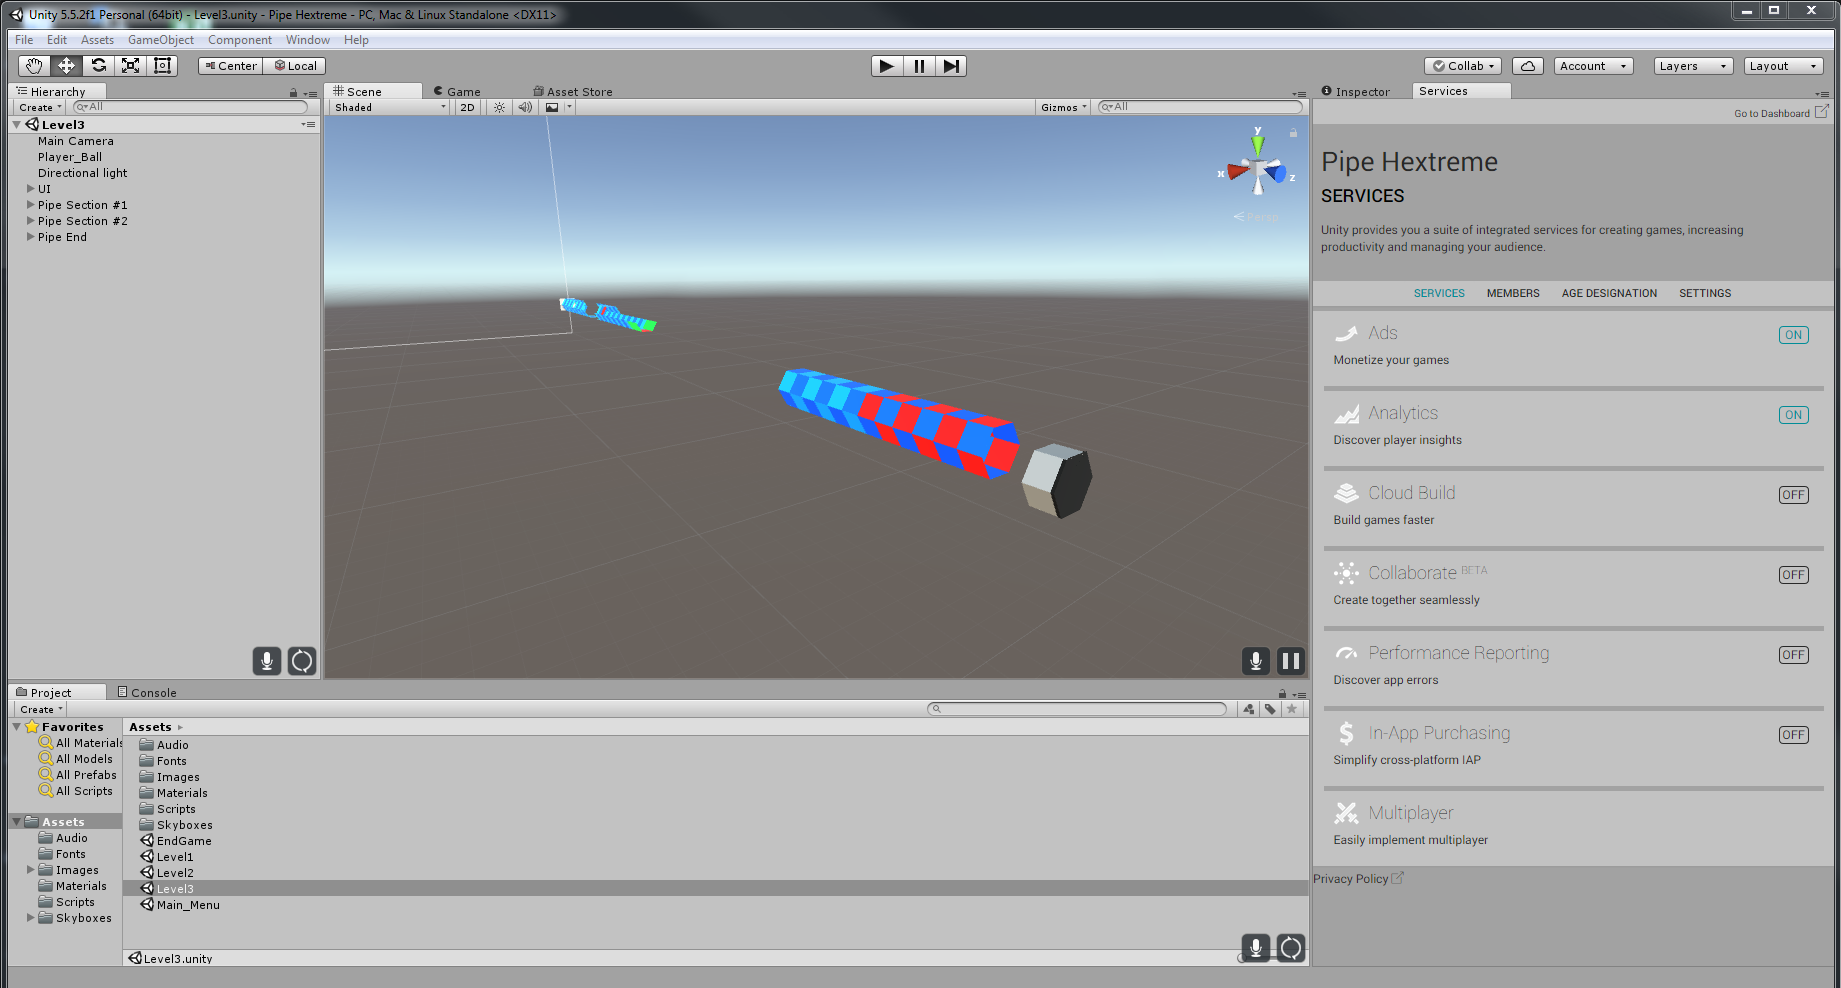 Unity 5.5.2f1 Personal (64bit) - Level3.unity - Pipe Hextreme - PC, Mac & Linux Standalone <DX11>
File Edit Assets GameObject Component Window Help
Center Local Collab Account Layers Layout
Hierarchy
Create All
Level3
Main Camera
Player_Ball
Directional light
UI
Pipe Section #1
Pipe Section #2
Pipe End
Scene Game Asset Store
Shaded 2D Gizmos All
y
x
z
Persp
Inspector Services
Go to Dashboard
Pipe Hextreme
SERVICES
Unity provides you a suite of integrated services for creating games, increasing
productivity and managing your audience.
SERVICES MEMBERS AGE DESIGNATION SETTINGS
Ads ON
Monetize your games
Analytics ON
Discover player insights
Cloud Build OFF
Build games faster
Collaborate BETA OFF
Create together seamlessly
Performance Reporting OFF
Discover app errors
In-App Purchasing OFF
Simplify cross-platform IAP
Multiplayer
Easily implement multiplayer
Privacy Policy
Project Console
Create
Favorites
All Materials
All Models
All Prefabs
All Scripts
Assets
Audio
Fonts
Images
Materials
Scripts
Skyboxes
Assets
Audio
Fonts
Images
Materials
Scripts
Skyboxes
EndGame
Level1
Level2
Level3
Main_Menu
Level3.unity